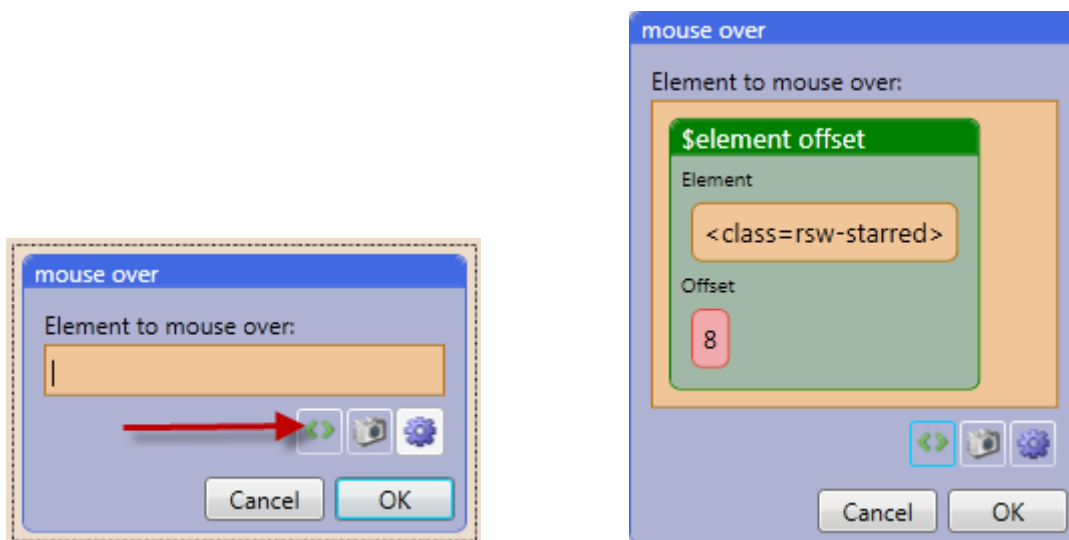 mouse over
Element to mouse over:
Cancel
OK
mouse over
Element to mouse over:
$element offset
Element
<class=rsw-starred>
Offset
8
Cancel
OK